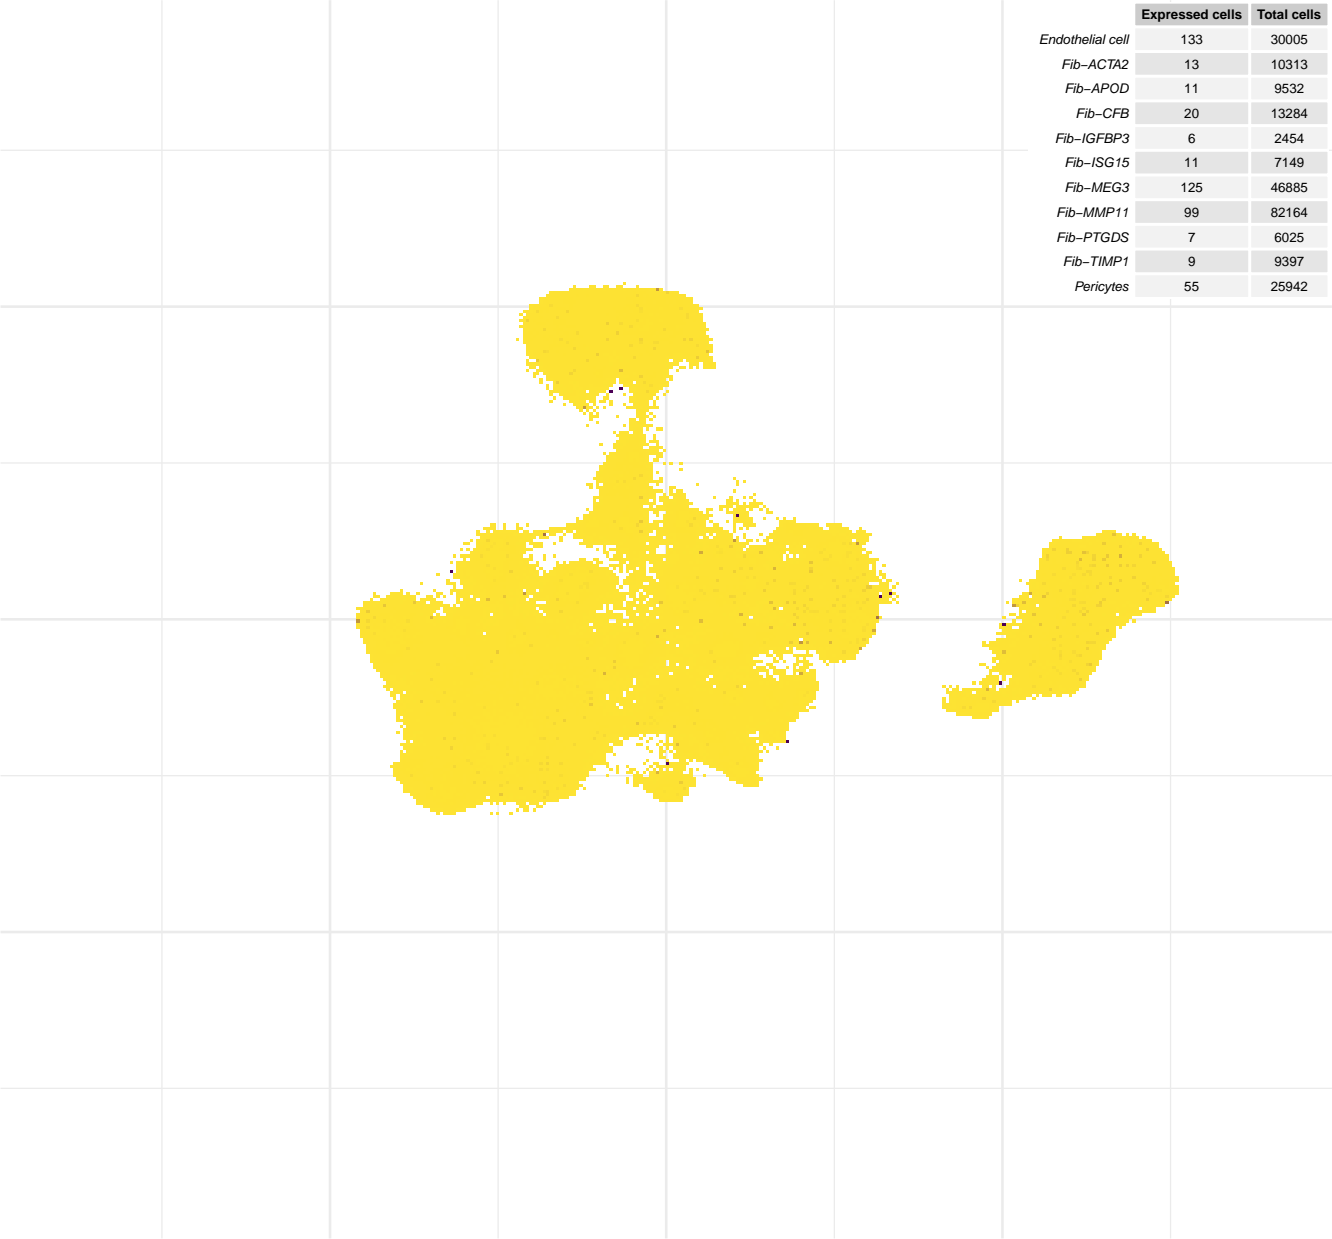 Expressed cells Total cells
Endothelial cell 133 30005
Fib−ACTA2 13 10313
Fib−APOD 11 9532
Fib−CFB 20 13284
Fib−IGFBP3 6 2454
Fib−ISG15 11 7149
Fib−MEG3 125 46885
Fib−MMP11 99 82164
Fib−PTGDS 7 6025
Fib−TIMP1 9 9397
Pericytes 55 25942